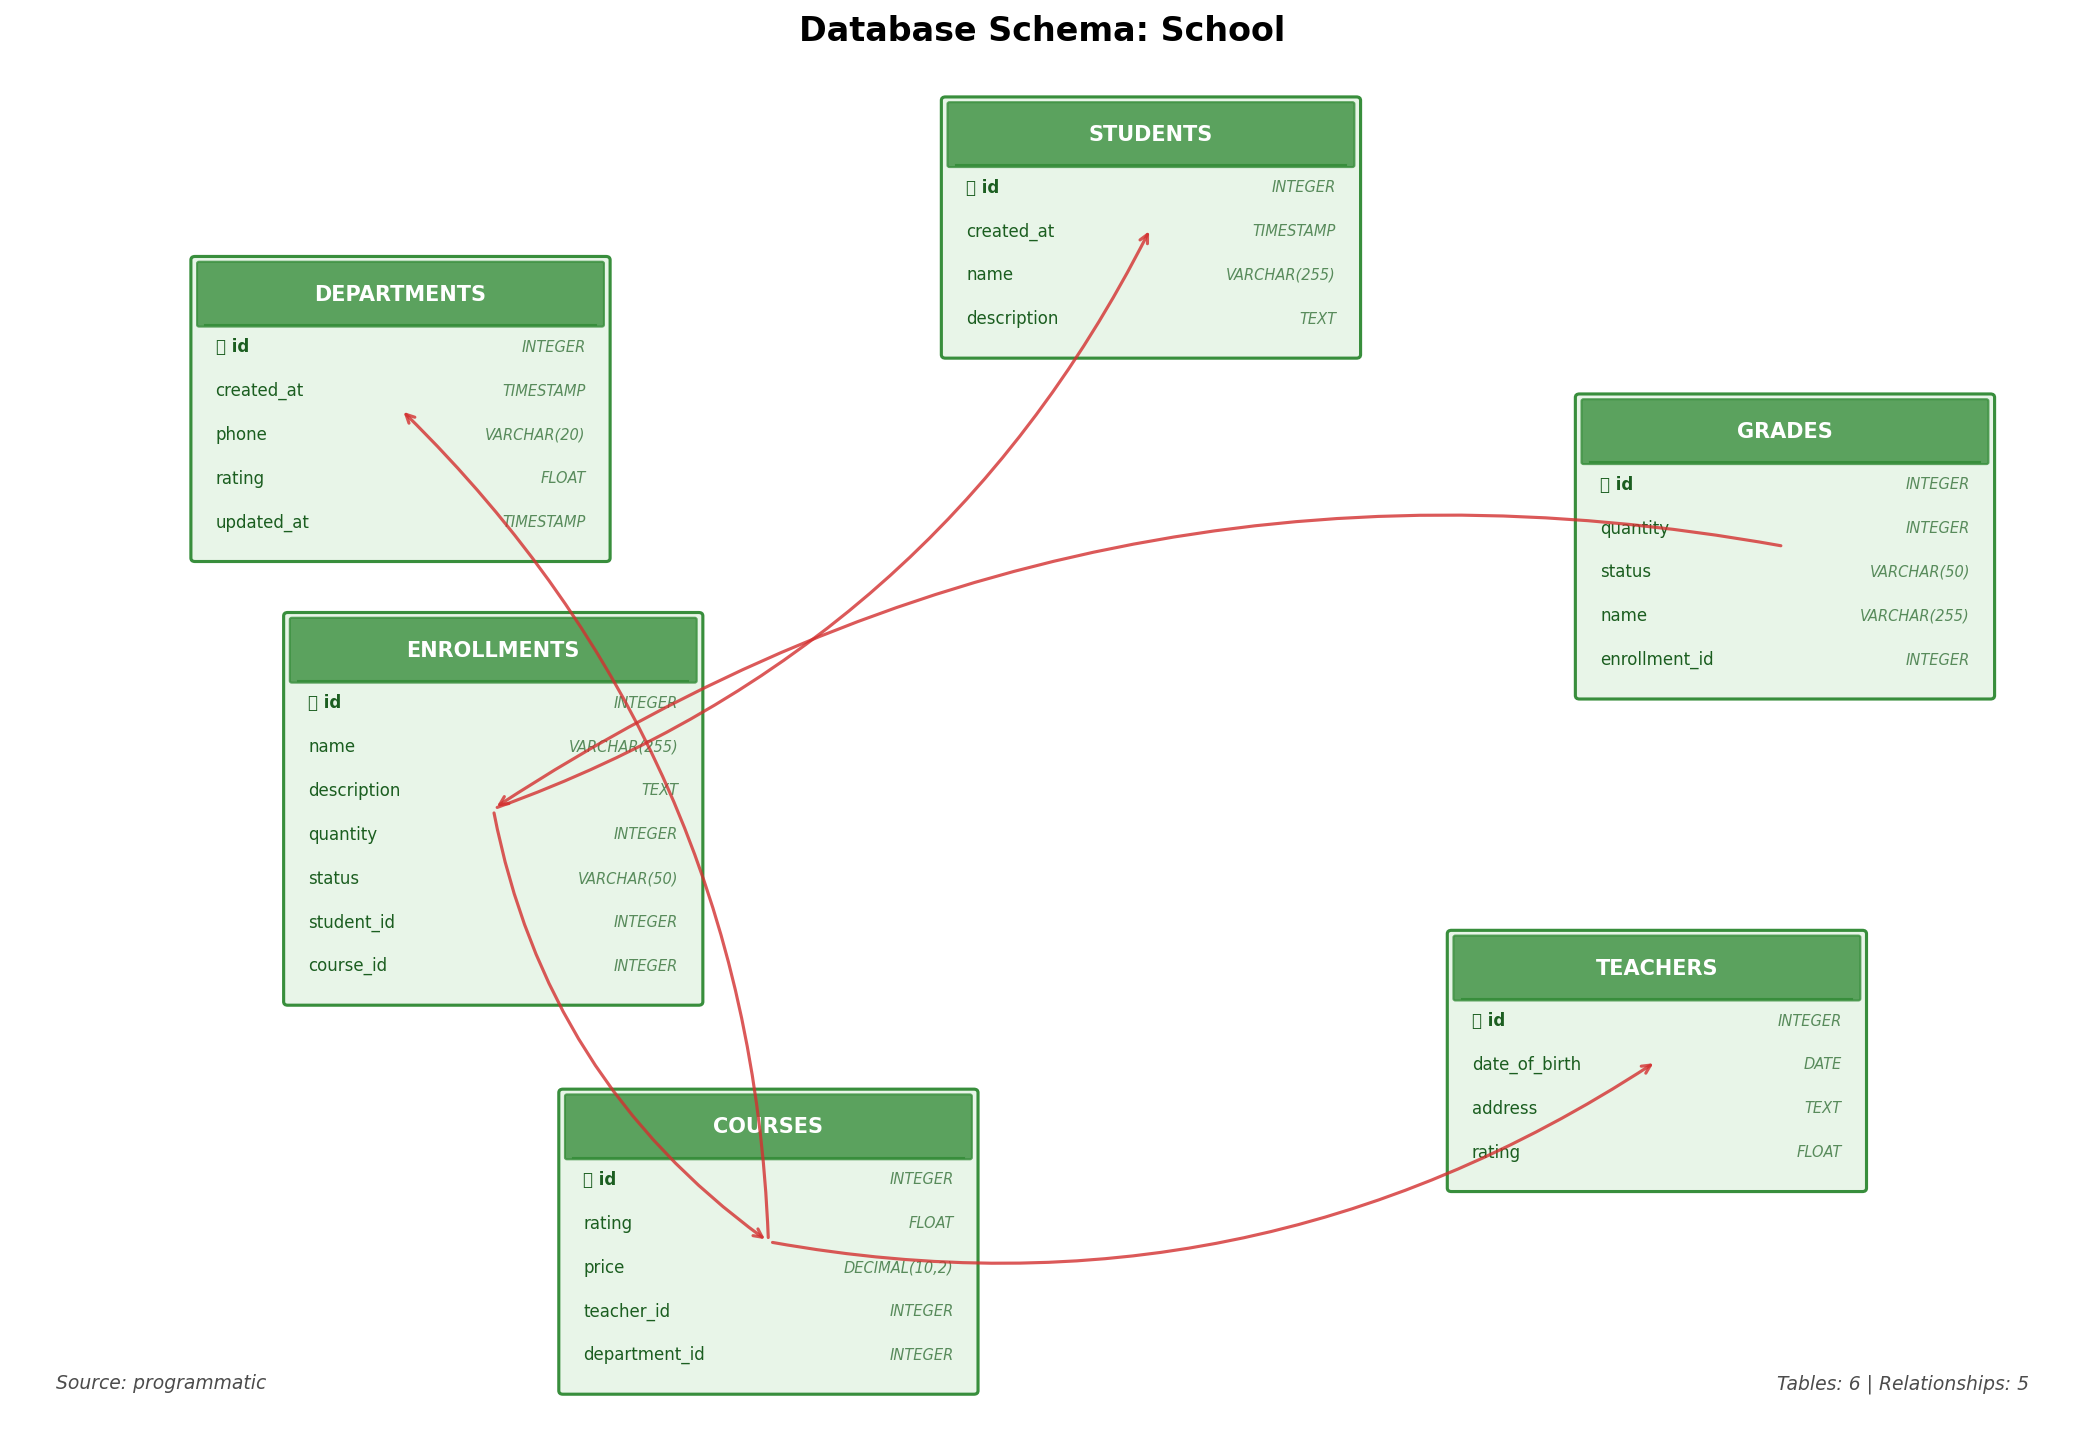 Database Schema: School
STUDENTS
id INTEGER
created_at TIMESTAMP
name VARCHAR(255)
description TEXT
DEPARTMENTS
id INTEGER
created_at TIMESTAMP
phone VARCHAR(20)
rating FLOAT
updated_at TIMESTAMP
GRADES
id INTEGER
quantity INTEGER
status VARCHAR(50)
name VARCHAR(255)
enrollment_id INTEGER
ENROLLMENTS
id INTEGER
name VARCHAR(255)
description TEXT
quantity INTEGER
status VARCHAR(50)
student_id INTEGER
course_id INTEGER
TEACHERS
id INTEGER
date_of_birth DATE
address TEXT
rating FLOAT
COURSES
id INTEGER
rating FLOAT
price DECIMAL(10,2)
teacher_id INTEGER
department_id INTEGER
Source: programmatic
Tables: 6 | Relationships: 5